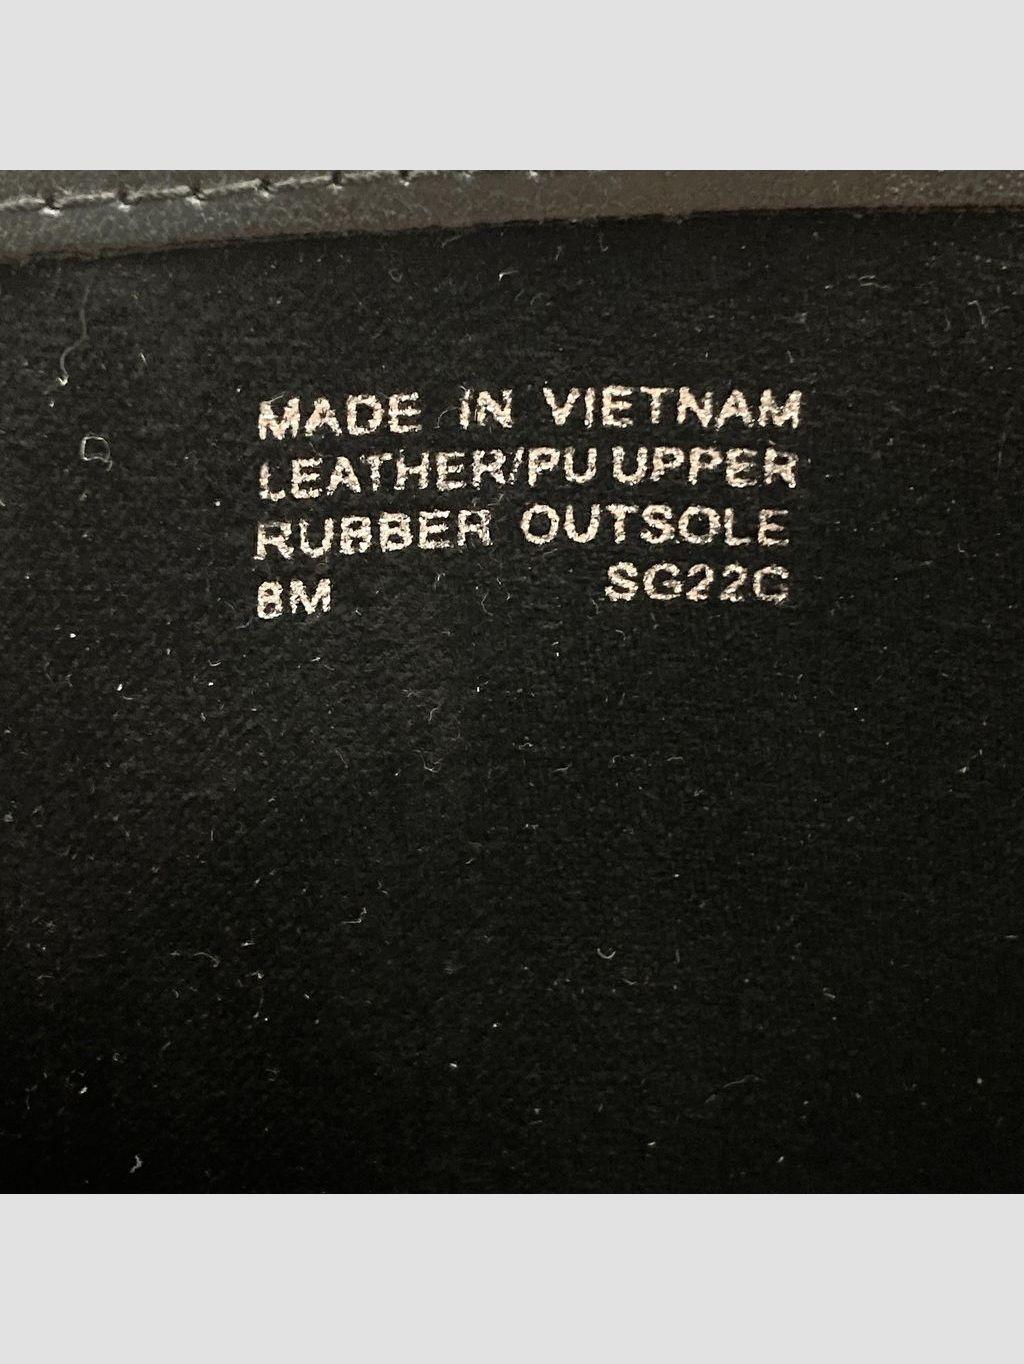 MADE IN VIETNAM
LEATHER/PU UPPER
RUBBER OUTSOLE
8M SG22C